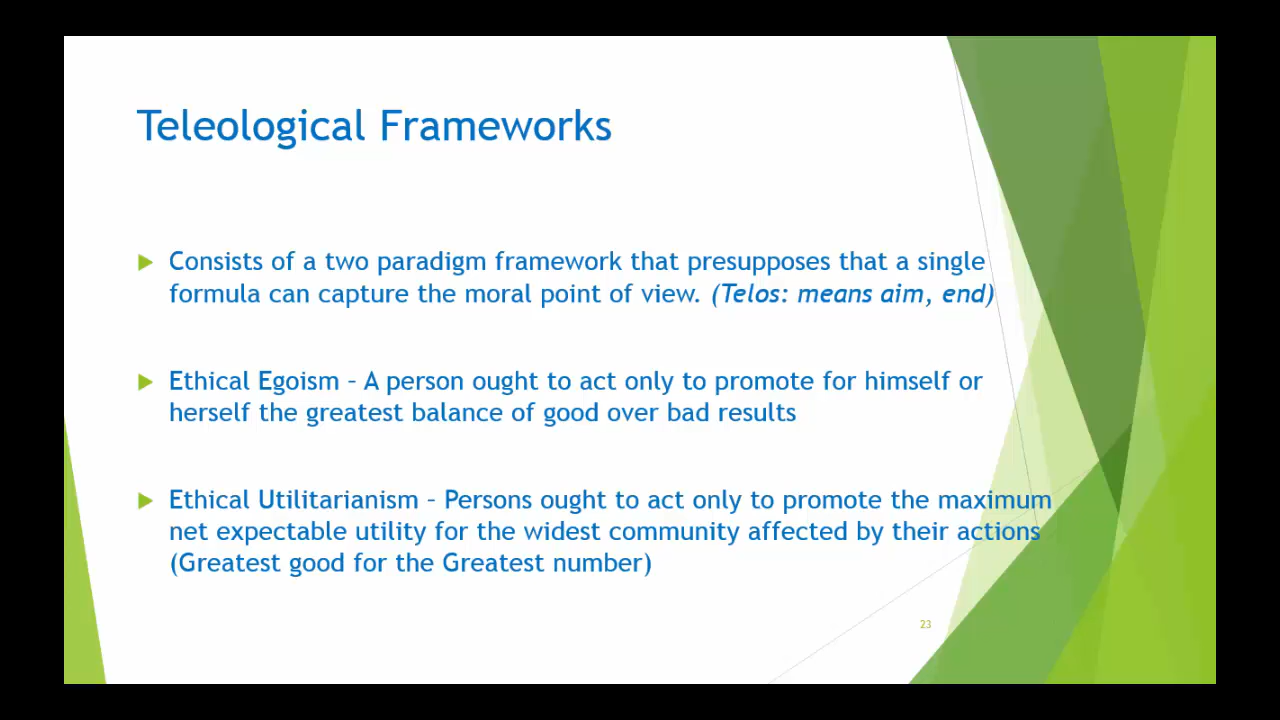 Teleological Frameworks
Consists of a two paradigm framework that presupposes that a single
formula can capture the moral point of view. (Telos: means aim, end)
Ethical Egoism – A person ought to act only to promote for himself or
herself the greatest balance of good over bad results
Ethical Utilitarianism – Persons ought to act only to promote the maximum
net expectable utility for the widest community affected by their actions
(Greatest good for the Greatest number)
23